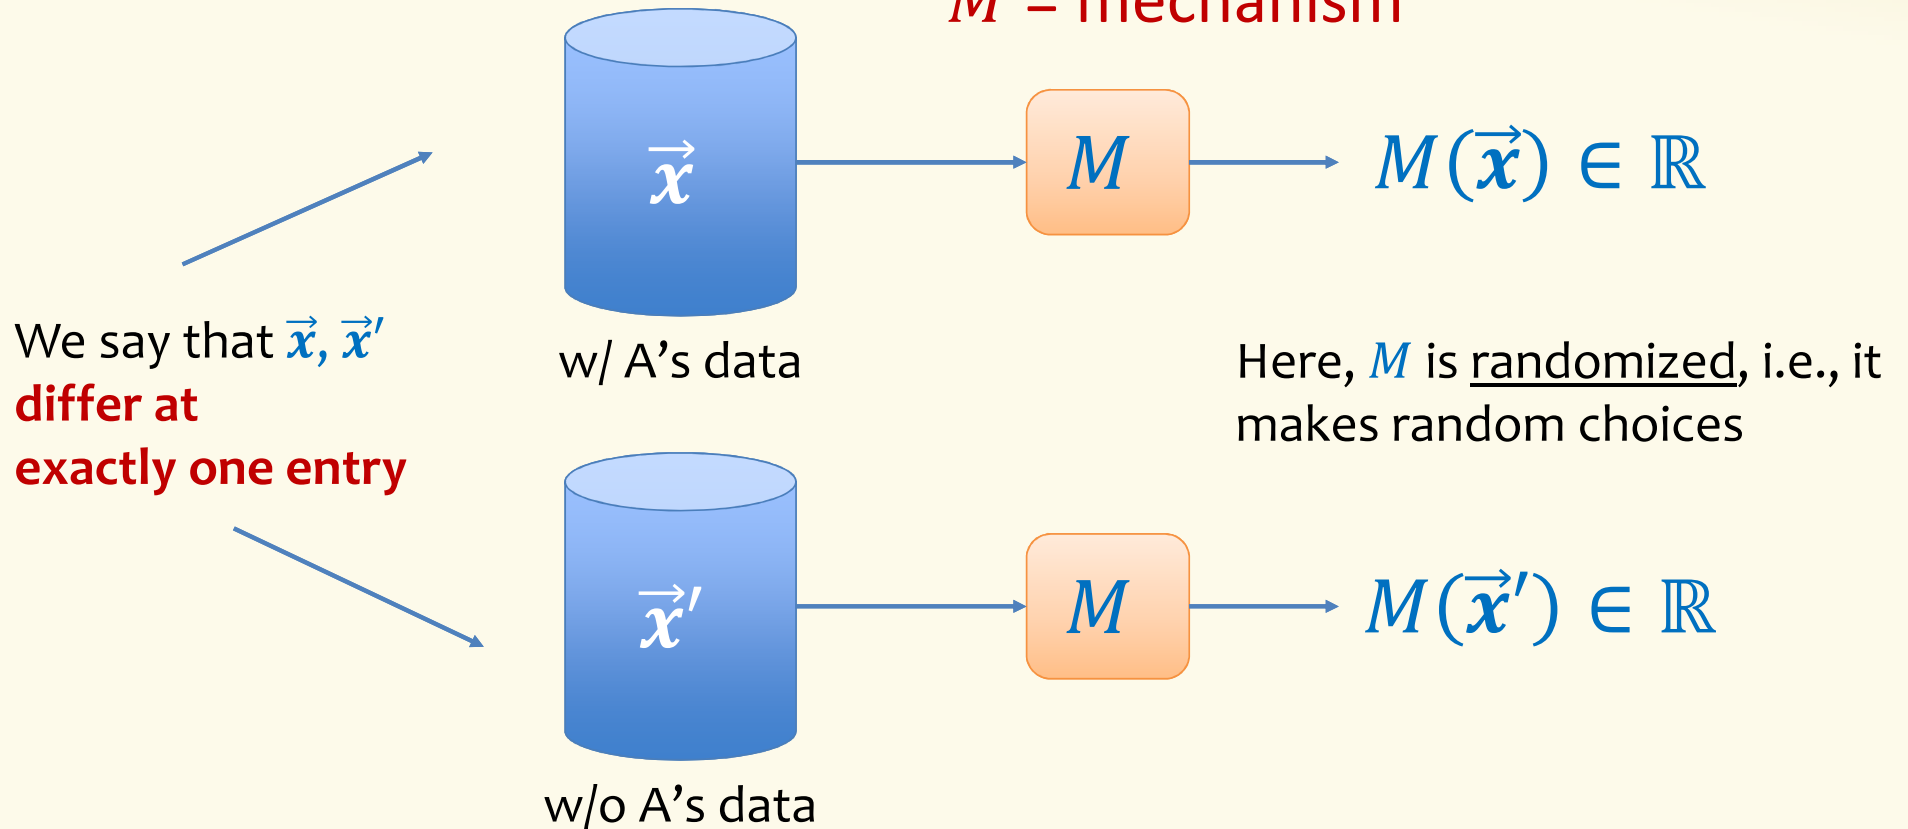 M = mechanism
x⃗
M
M(x⃗) ∈ ℝ
w/ A’s data
We say that x⃗, x⃗′
differ at
exactly one entry
Here, M is randomized, i.e., it
makes random choices
x⃗′
M
M(x⃗′) ∈ ℝ
w/o A’s data